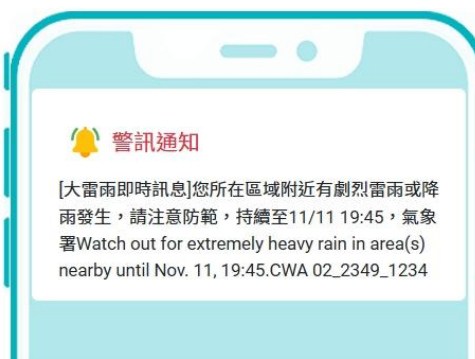 警訊通知
[大雷雨即時訊息]您所在區域附近有劇烈雷雨或降
雨發生，請注意防範，持續至11/11 19:45，氣象
署Watch out for extremely heavy rain in area(s)
nearby until Nov. 11, 19:45.CWA 02_2349_1234